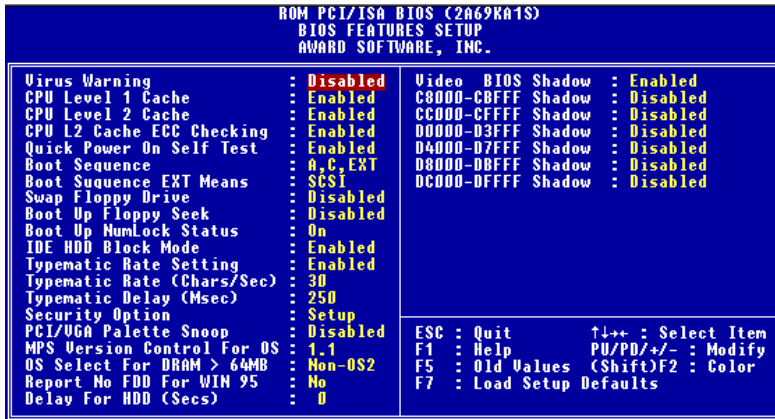 ROM PCI/ISA BIOS (2A69KA1S)
BIOS FEATURES SETUP
AWARD SOFTWARE, INC.
Virus Warning : Disabled
CPU Level 1 Cache : Enabled
CPU Level 2 Cache : Enabled
CPU L2 Cache ECC Checking : Enabled
Quick Power On Self Test : Enabled
Boot Sequence : A,C,EXT
Boot Suquence EXT Means : SCSI
Swap Floppy Drive : Disabled
Boot Up Floppy Seek : Disabled
Boot Up NumLock Status : On
IDE HDD Block Mode : Enabled
Typematic Rate Setting : Enabled
Typematic Rate (Chars/Sec) : 30
Typematic Delay (Msec) : 250
Security Option : Setup
PCI/VGA Palette Snoop : Disabled
MPS Version Control For OS : 1.1
OS Select For DRAM > 64MB : Non-OS2
Report No FDD For WIN 95 : No
Delay For HDD (Secs) : 0
Video BIOS Shadow : Enabled
C8000-CBFFF Shadow : Disabled
CC000-CFFFF Shadow : Disabled
D0000-D3FFF Shadow : Disabled
D4000-D7FFF Shadow : Disabled
D8000-DBFFF Shadow : Disabled
DC000-DFFFF Shadow : Disabled
ESC : Quit ↑↓→← : Select Item
F1 : Help PU/PD/+/- : Modify
F5 : Old Values (Shift)F2 : Color
F7 : Load Setup Defaults